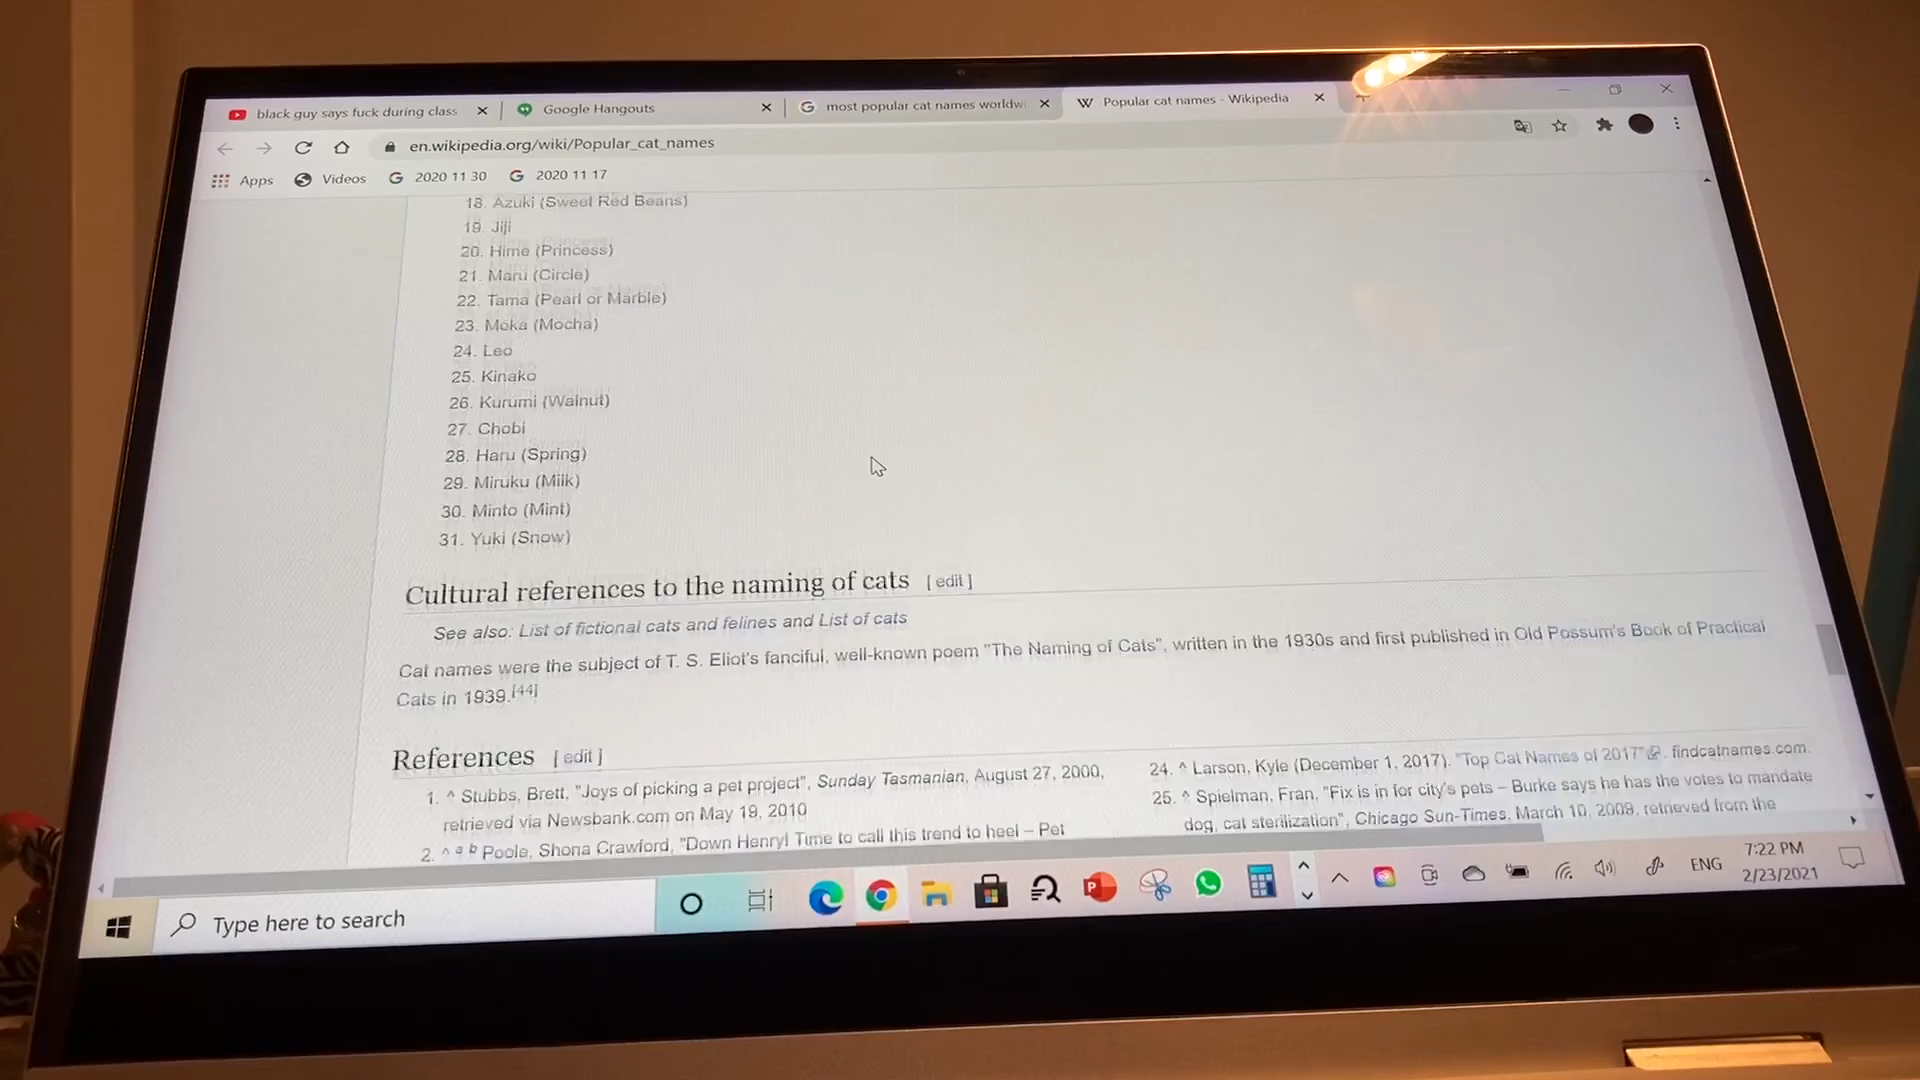 black guy says fuck during class
Google Hangouts
most popular cat names worldwi
Popular cat names - Wikipedia
en.wikipedia.org/wiki/Popular_cat_names
Apps
Videos
2020 11 30
2020 11 17
18. Azuki (Sweet Red Beans)
19. Jiji
20. Hime (Princess)
21. Maru (Circle)
22. Tama (Pearl or Marble)
23. Moka (Mocha)
24. Leo
25. Kinako
26. Kurumi (Walnut)
27. Chobi
28. Haru (Spring)
29. Miruku (Milk)
30. Minto (Mint)
31. Yuki (Snow)
Cultural references to the naming of cats [ edit ]
See also: List of fictional cats and felines and List of cats
Cat names were the subject of T. S. Eliot's fanciful, well-known poem "The Naming of Cats", written in the 1930s and first published in Old Possum's Book of Practical
Cats in 1939.[44]
References [ edit ]
1. ^ Stubbs, Brett, "Joys of picking a pet project", Sunday Tasmanian, August 27, 2000,
retrieved via Newsbank.com on May 19, 2010
2. ^ a b Poole, Shona Crawford, "Down Henry! Time to call this trend to heel – Pet
24. ^ Larson, Kyle (December 1, 2017). "Top Cat Names of 2017". findcatnames.com.
25. ^ Spielman, Fran, "Fix is in for city's pets – Burke says he has the votes to mandate
dog, cat sterilization", Chicago Sun-Times, March 10, 2009, retrieved from the
Type here to search
ENG
7:22 PM
2/23/2021